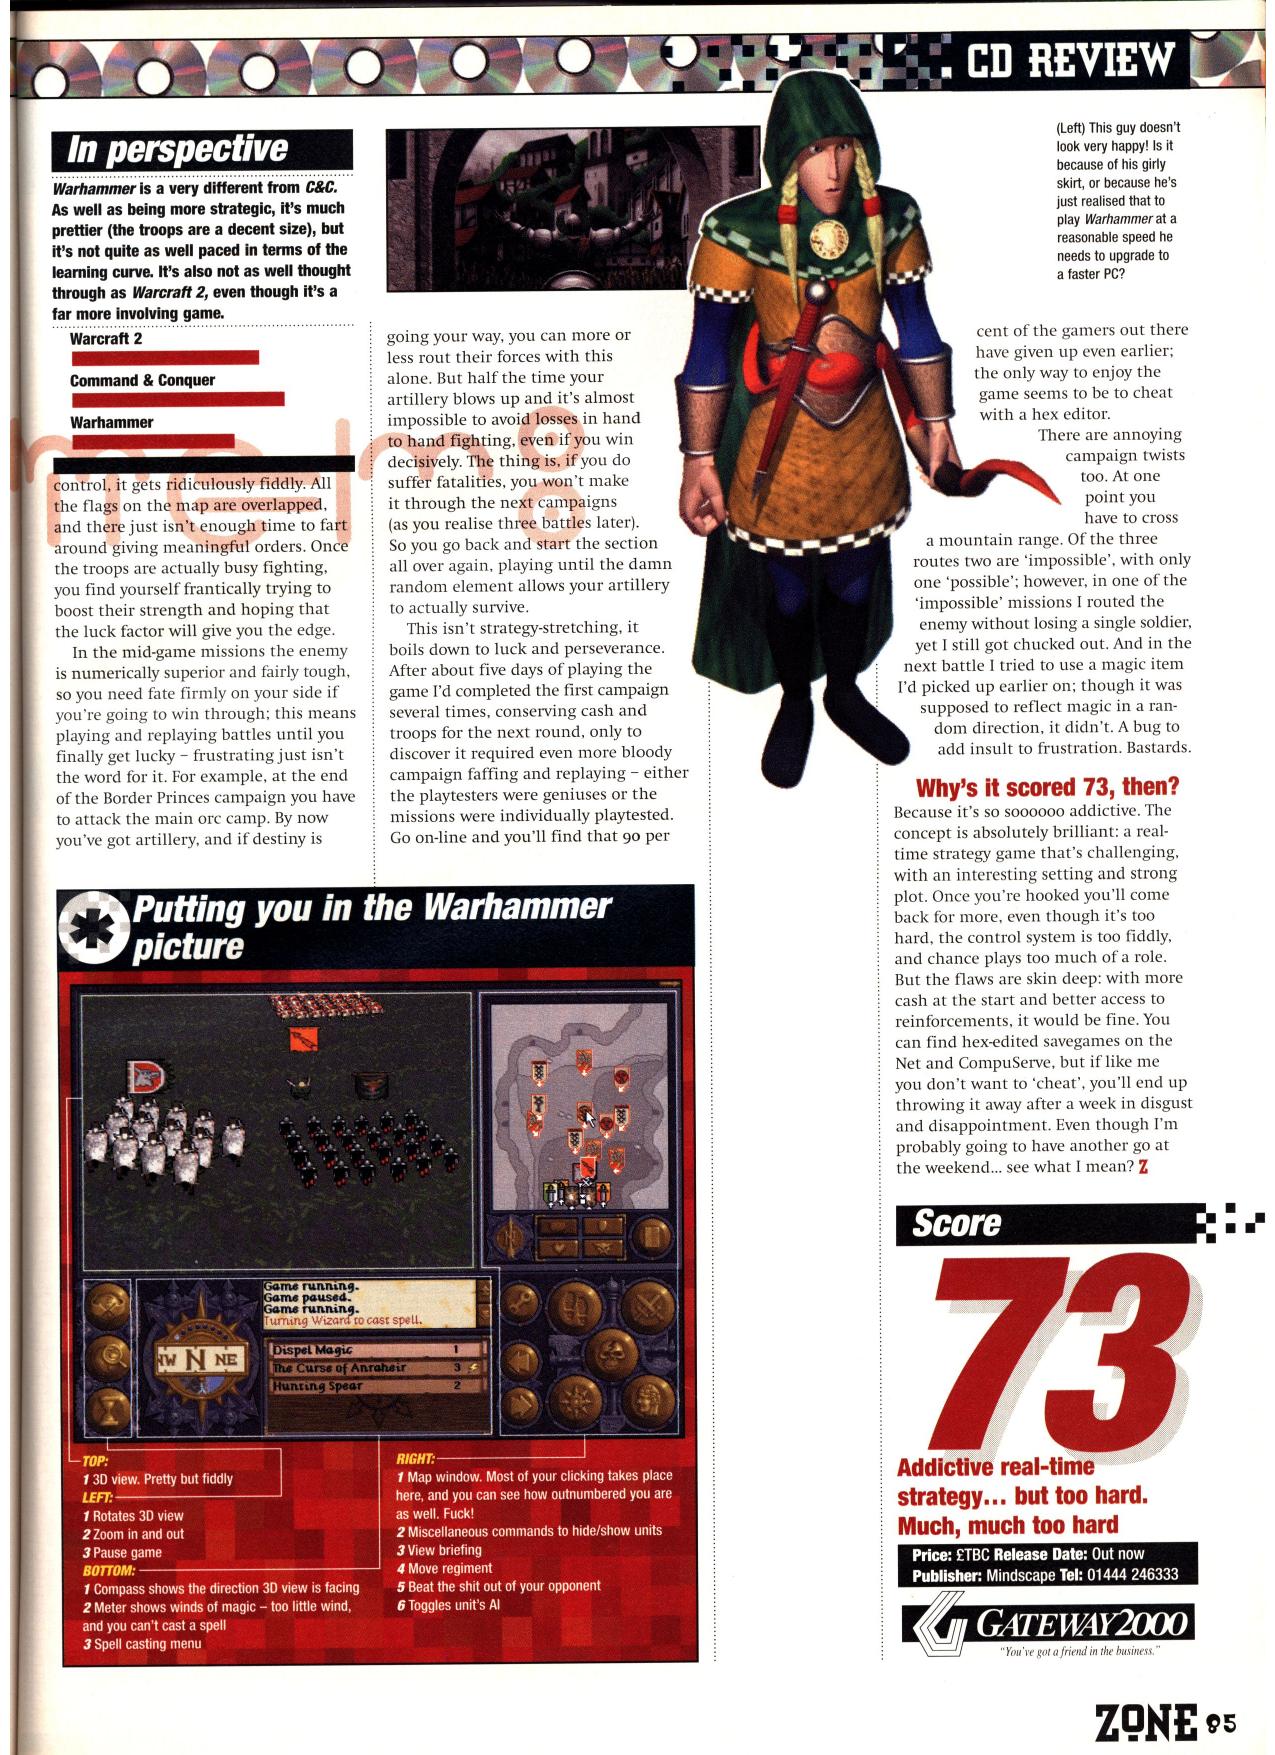 CD REVIEW
In perspective
Warhammer is a very different from C&C.
As well as being more strategic, it's much
prettier (the troops are a decent size), but
it's not quite as well paced in terms of the
learning curve. It's also not as well thought
through as Warcraft 2, even though it's a
far more involving game.
Warcraft 2
Command & Conquer
Warhammer
control, it gets ridiculously fiddly. All
the flags on the map are overlapped,
and there just isn't enough time to fart
around giving meaningful orders. Once
the troops are actually busy fighting,
you find yourself frantically trying to
boost their strength and hoping that
the luck factor will give you the edge.
In the mid-game missions the enemy
is numerically superior and fairly tough,
so you need fate firmly on your side if
you're going to win through; this means
playing and replaying battles until you
finally get lucky – frustrating just isn't
the word for it. For example, at the end
of the Border Princes campaign you have
to attack the main orc camp. By now
you've got artillery, and if destiny is
going your way, you can more or
less rout their forces with this
alone. But half the time your
artillery blows up and it's almost
impossible to avoid losses in hand
to hand fighting, even if you win
decisively. The thing is, if you do
suffer fatalities, you won't make
it through the next campaigns
(as you realise three battles later).
So you go back and start the section
all over again, playing until the damn
random element allows your artillery
to actually survive.
This isn't strategy-stretching, it
boils down to luck and perseverance.
After about five days of playing the
game I'd completed the first campaign
several times, conserving cash and
troops for the next round, only to
discover it required even more bloody
campaign faffing and replaying – either
the playtesters were geniuses or the
missions were individually playtested.
Go on-line and you'll find that 90 per
(Left) This guy doesn't
look very happy! Is it
because of his girly
skirt, or because he's
just realised that to
play Warhammer at a
reasonable speed he
needs to upgrade to
a faster PC?
cent of the gamers out there
have given up even earlier;
the only way to enjoy the
game seems to be to cheat
with a hex editor.
There are annoying
campaign twists
too. At one
point you
have to cross
a mountain range. Of the three
routes two are 'impossible', with only
one 'possible'; however, in one of the
'impossible' missions I routed the
enemy without losing a single soldier,
yet I still got chucked out. And in the
next battle I tried to use a magic item
I'd picked up earlier on; though it was
supposed to reflect magic in a ran-
dom direction, it didn't. A bug to
add insult to frustration. Bastards.
Why's it scored 73, then?
Because it's so soooooo addictive. The
concept is absolutely brilliant: a real-
time strategy game that's challenging,
with an interesting setting and strong
plot. Once you're hooked you'll come
back for more, even though it's too
hard, the control system is too fiddly,
and chance plays too much of a role.
But the flaws are skin deep: with more
cash at the start and better access to
reinforcements, it would be fine. You
can find hex-edited savegames on the
Net and CompuServe, but if like me
you don't want to 'cheat', you'll end up
throwing it away after a week in disgust
and disappointment. Even though I'm
probably going to have another go at
the weekend... see what I mean? Z
Putting you in the Warhammer
picture
Game running.
Game paused.
Game running.
Turning Wizard to cast spell.
NW N NE
Dispel Magic 1
The Curse of Anraheir 3
Hunting Spear 2
TOP:
1 3D view. Pretty but fiddly
LEFT:
1 Rotates 3D view
2 Zoom in and out
3 Pause game
BOTTOM:
1 Compass shows the direction 3D view is facing
2 Meter shows winds of magic – too little wind,
and you can't cast a spell
3 Spell casting menu
RIGHT:
1 Map window. Most of your clicking takes place
here, and you can see how outnumbered you are
as well. Fuck!
2 Miscellaneous commands to hide/show units
3 View briefing
4 Move regiment
5 Beat the shit out of your opponent
6 Toggles unit's AI
Score
73
Addictive real-time
strategy... but too hard.
Much, much too hard
Price: £TBC Release Date: Out now
Publisher: Mindscape Tel: 01444 246333
GATEWAY2000
"You've got a friend in the business."
ZONE 85